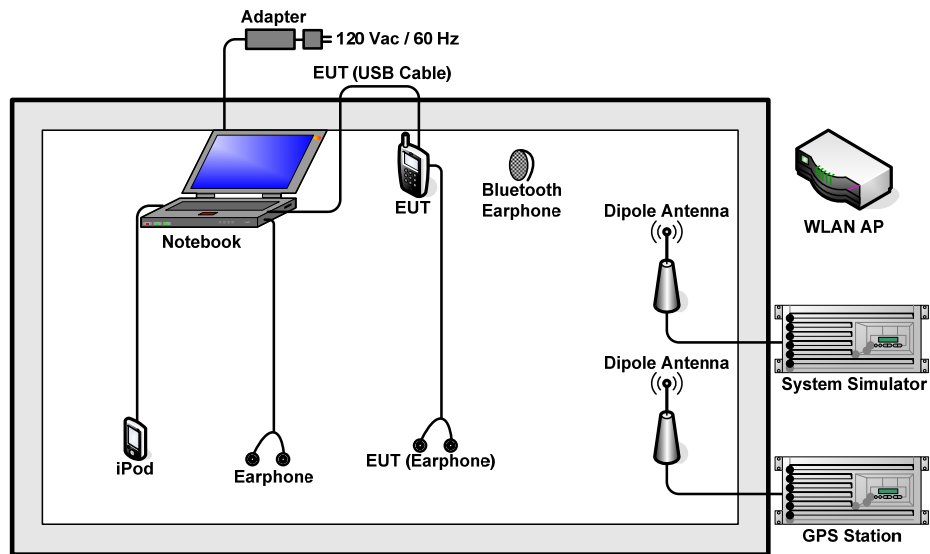 Adapter
120 Vac / 60 Hz
EUT (USB Cable)
Notebook
EUT
Bluetooth
Earphone
Dipole Antenna
WLAN AP
System Simulator
Dipole Antenna
iPod
Earphone
EUT (Earphone)
GPS Station